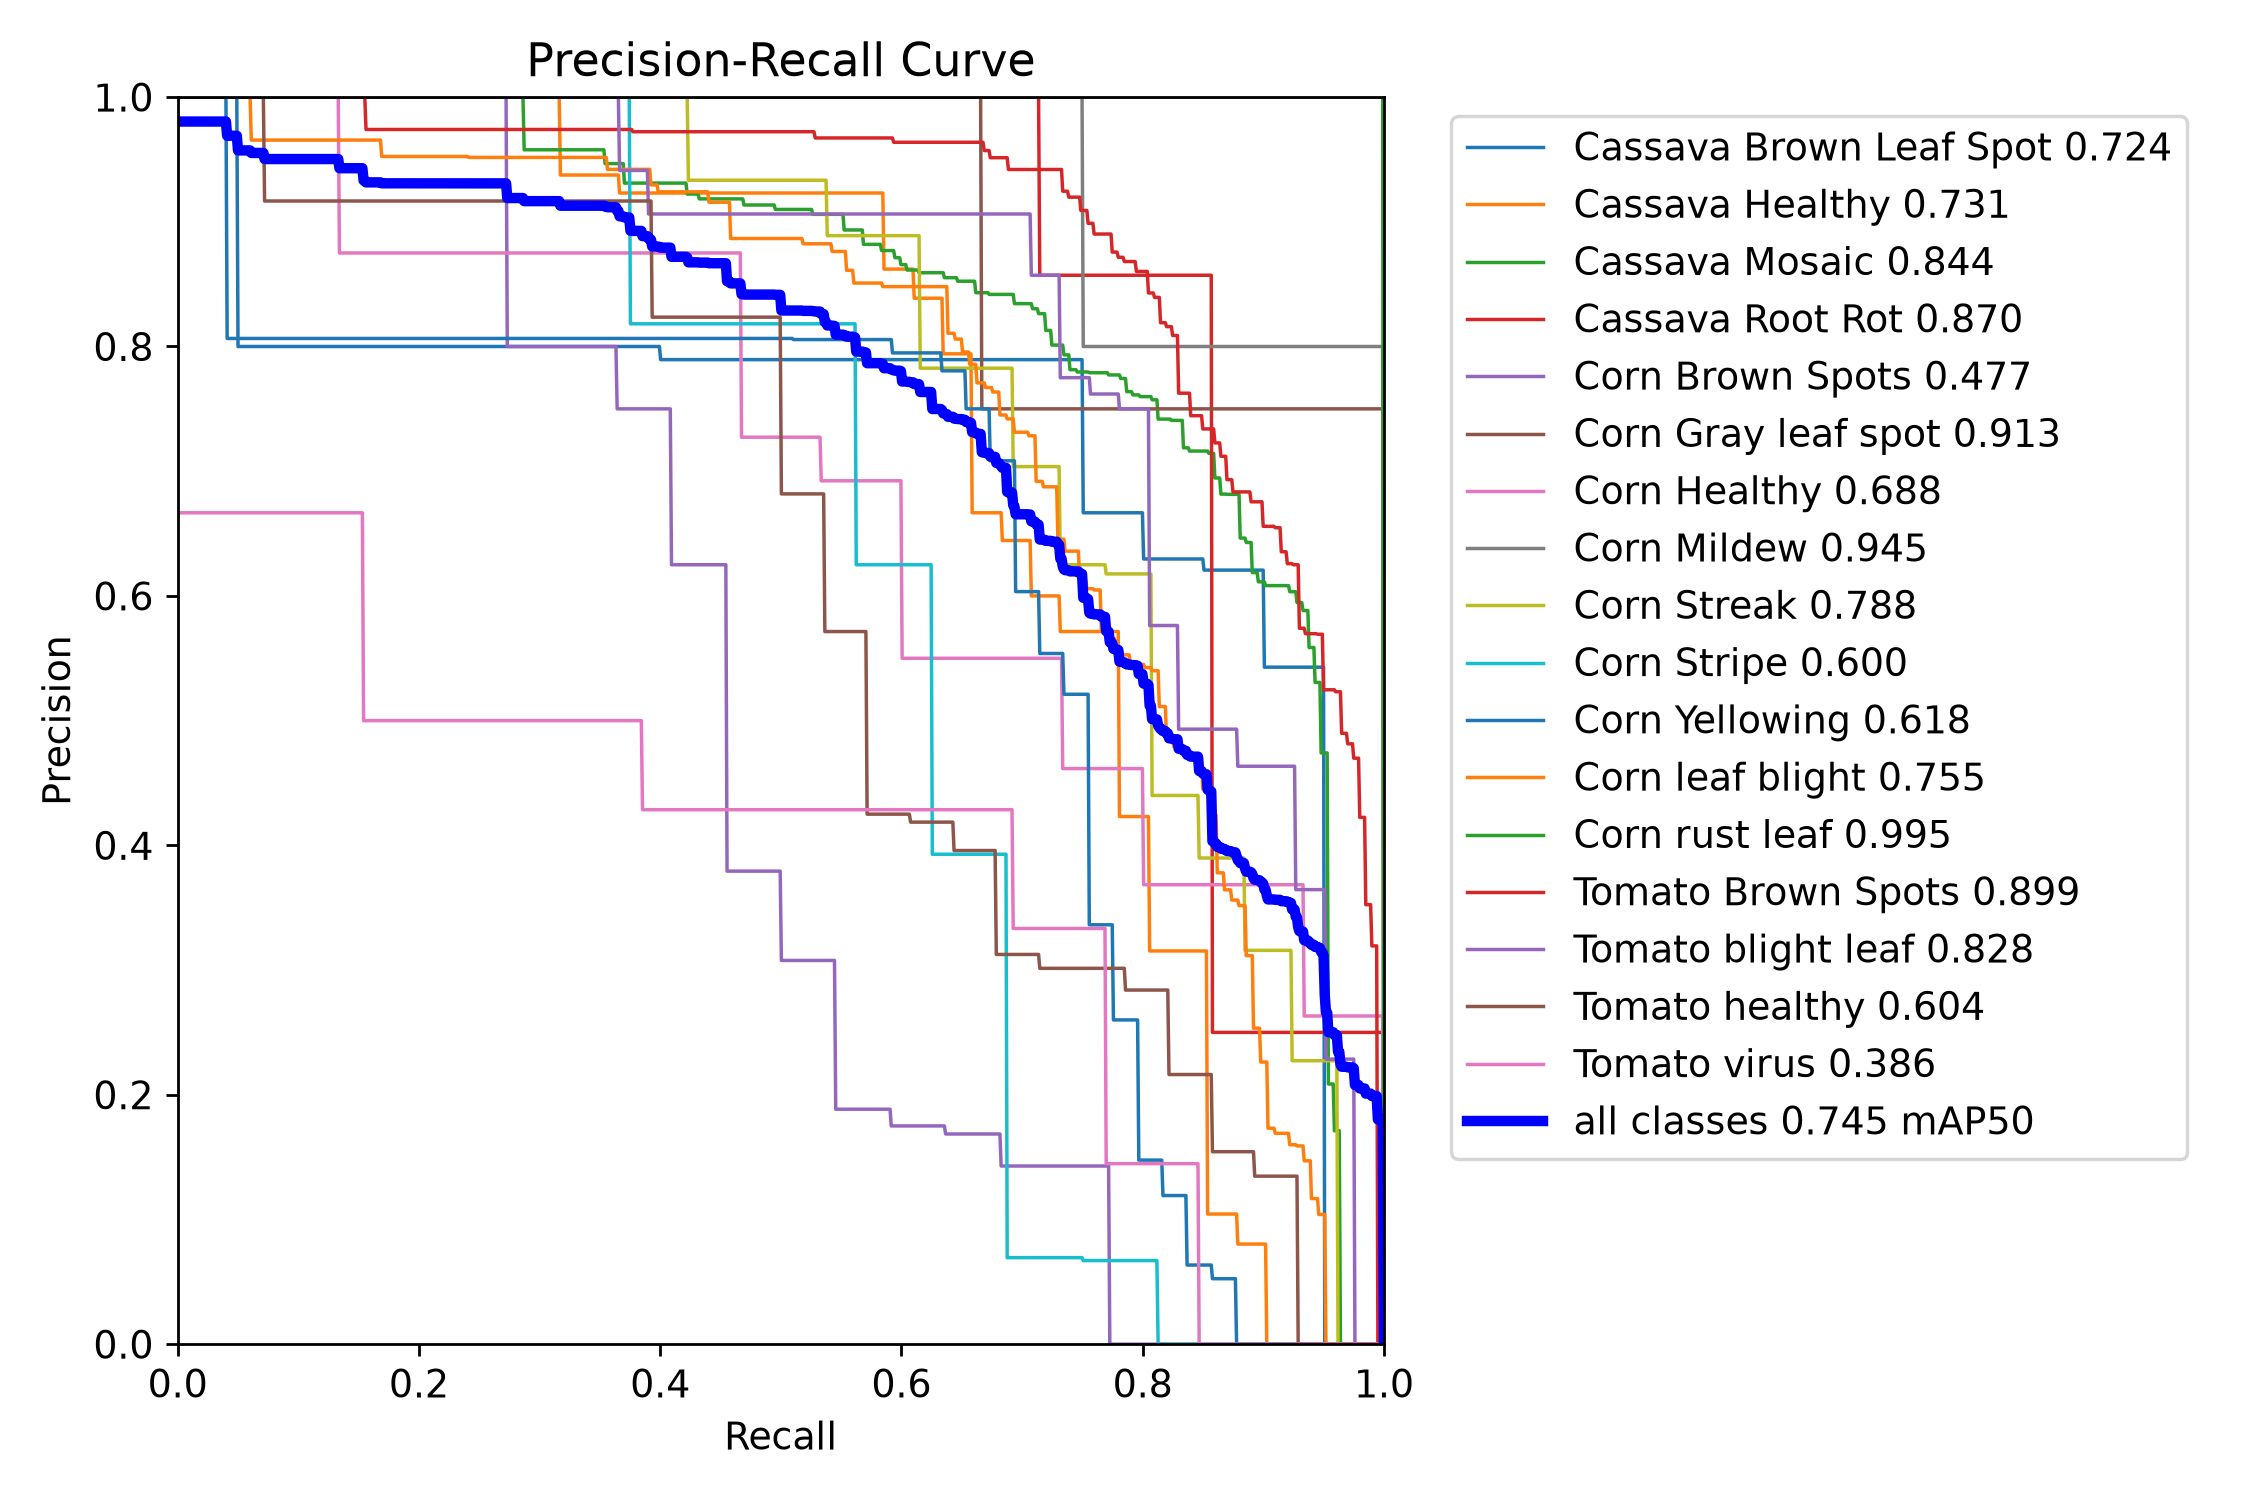 Precision-Recall Curve
1.0
0.8
0.6
0.4
0.2
0.0
Precision
0.0 0.2 0.4 0.6 0.8 1.0
Recall
Cassava Brown Leaf Spot 0.724
Cassava Healthy 0.731
Cassava Mosaic 0.844
Cassava Root Rot 0.870
Corn Brown Spots 0.477
Corn Gray leaf spot 0.913
Corn Healthy 0.688
Corn Mildew 0.945
Corn Streak 0.788
Corn Stripe 0.600
Corn Yellowing 0.618
Corn leaf blight 0.755
Corn rust leaf 0.995
Tomato Brown Spots 0.899
Tomato blight leaf 0.828
Tomato healthy 0.604
Tomato virus 0.386
all classes 0.745 mAP50